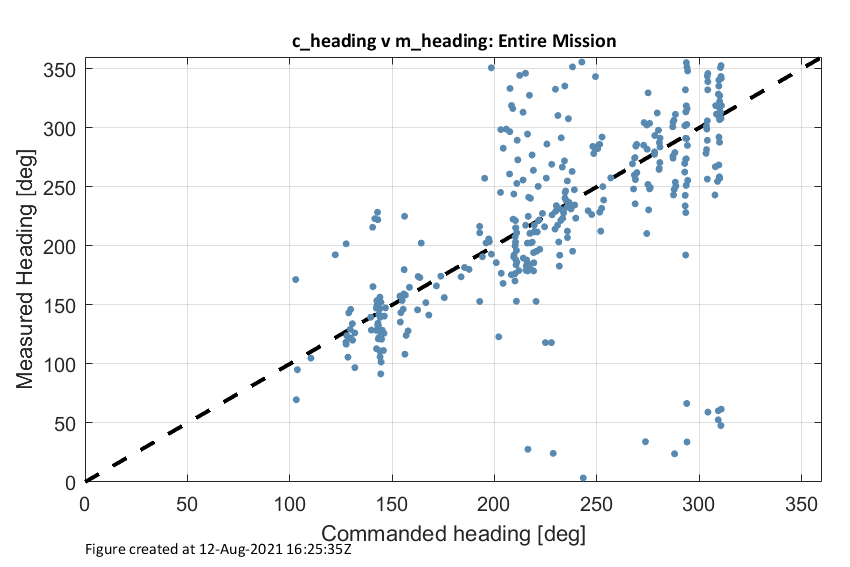 c_heading v m_heading: Entire Mission
Measured Heading [deg]
350
300
250
200
150
100
50
0
0 50 100 150 200 250 300 350
Commanded heading [deg]
Figure created at 12-Aug-2021 16:25:35Z